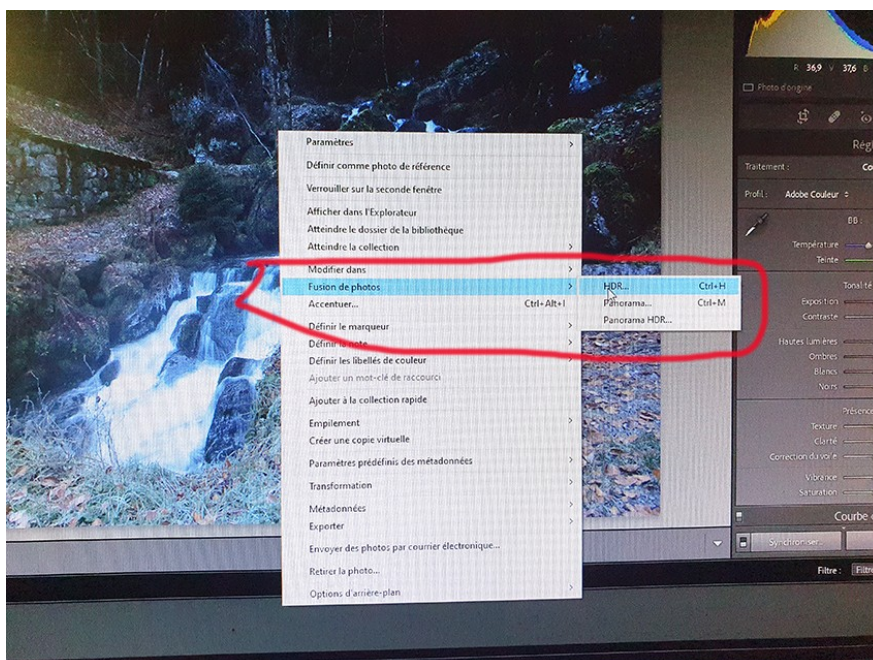 R 36,9 V 37,6 B
Photo d'origine
Paramètres
Définir comme photo de référence
Verrouiller sur la seconde fenêtre
Afficher dans l'Explorateur
Atteindre le dossier de la bibliothèque
Atteindre la collection
Modifier dans
Fusion de photos
HDR... Ctrl+H
Accentuer... Ctrl+Alt+I
Panorama... Ctrl+M
Panorama HDR...
Définir le marqueur
Définir la note
Définir les libellés de couleur
Ajouter un mot-clé de raccourci
Ajouter à la collection rapide
Empilement
Créer une copie virtuelle
Paramètres prédéfinis des métadonnées
Transformation
Métadonnées
Exporter
Envoyer des photos par courrier électronique...
Retirer la photo...
Options d'arrière-plan
Traitement :
Profil : Adobe Couleur
BB :
Température
Teinte
Tonalité
Exposition
Contraste
Hautes lumières
Ombres
Blancs
Noirs
Présence
Texture
Clarté
Correction du voile
Vibrance
Saturation
Courbe
Synchroniser...
Filtre :